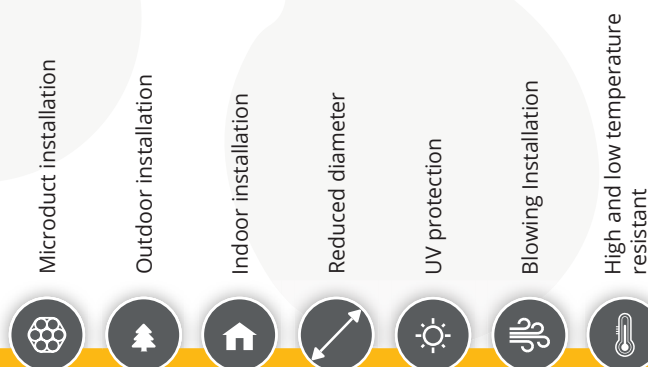 Microduct installation
Outdoor installation
Indoor installation
Reduced diameter
UV protection
Blowing Installation
High and low temperature
resistant